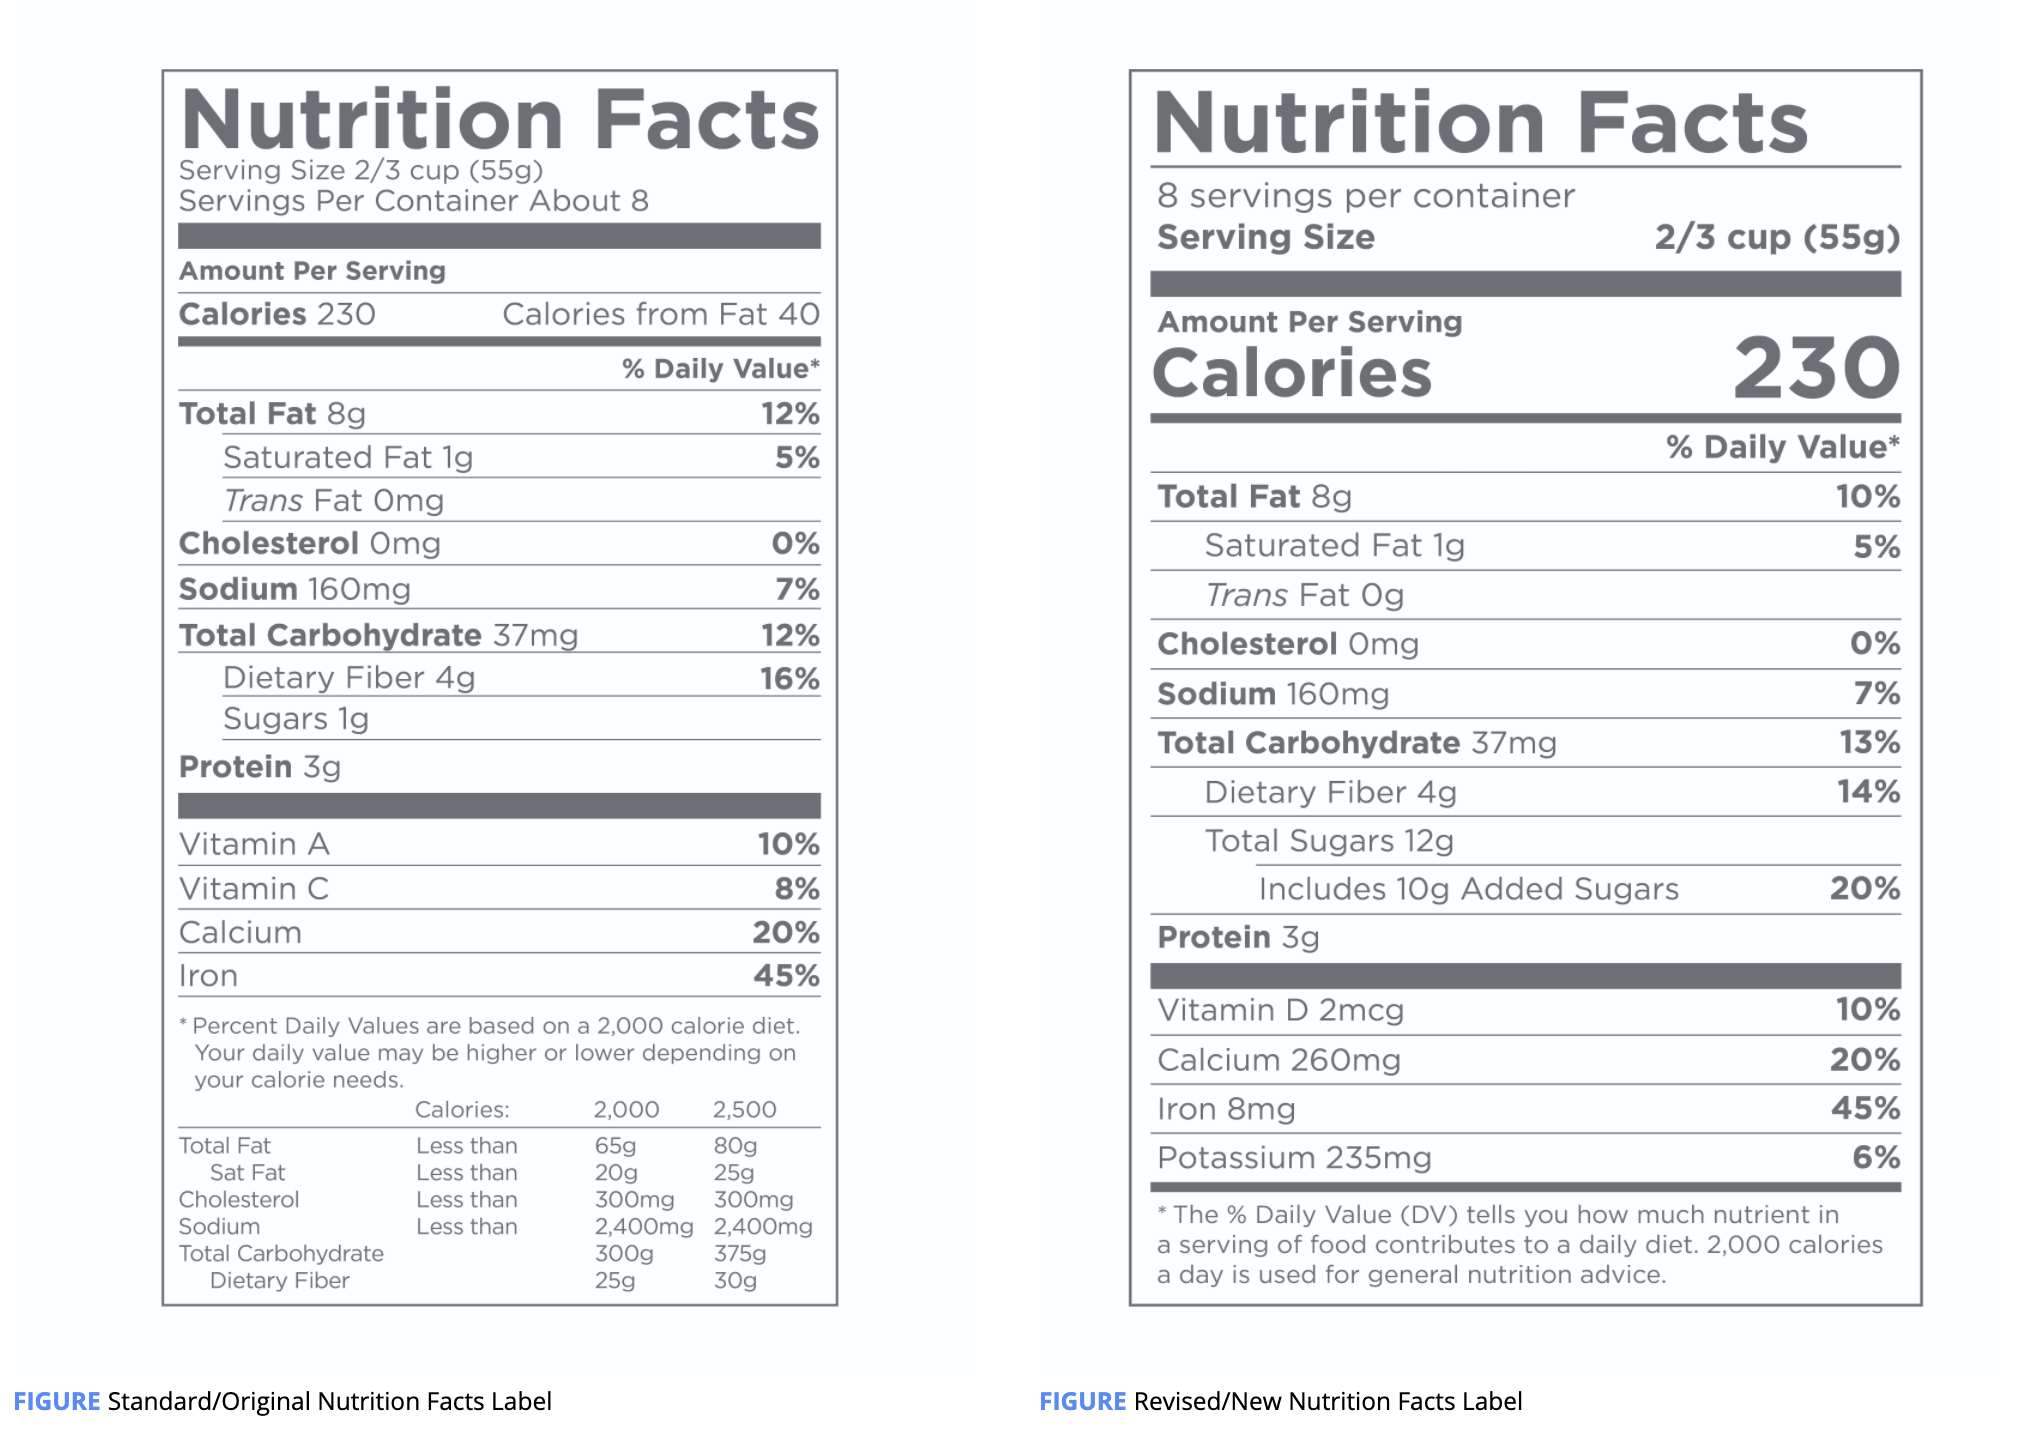 Nutrition Facts
Serving Size 2/3 cup (55g)
Servings Per Container About 8
Amount Per Serving
Calories 230 Calories from Fat 40
% Daily Value*
Total Fat 8g 12%
Saturated Fat 1g 5%
Trans Fat 0mg
Cholesterol 0mg 0%
Sodium 160mg 7%
Total Carbohydrate 37mg 12%
Dietary Fiber 4g 16%
Sugars 1g
Protein 3g
Vitamin A 10%
Vitamin C 8%
Calcium 20%
Iron 45%
* Percent Daily Values are based on a 2,000 calorie diet.
Your daily value may be higher or lower depending on
your calorie needs.
Calories: 2,000 2,500
Total Fat Less than 65g 80g
Sat Fat Less than 20g 25g
Cholesterol Less than 300mg 300mg
Sodium Less than 2,400mg 2,400mg
Total Carbohydrate 300g 375g
Dietary Fiber 25g 30g
FIGURE Standard/Original Nutrition Facts Label
Nutrition Facts
8 servings per container
Serving Size 2/3 cup (55g)
Amount Per Serving
Calories 230
% Daily Value*
Total Fat 8g 10%
Saturated Fat 1g 5%
Trans Fat 0g
Cholesterol 0mg 0%
Sodium 160mg 7%
Total Carbohydrate 37mg 13%
Dietary Fiber 4g 14%
Total Sugars 12g
Includes 10g Added Sugars 20%
Protein 3g
Vitamin D 2mcg 10%
Calcium 260mg 20%
Iron 8mg 45%
Potassium 235mg 6%
* The % Daily Value (DV) tells you how much nutrient in
a serving of food contributes to a daily diet. 2,000 calories
a day is used for general nutrition advice.
FIGURE Revised/New Nutrition Facts Label